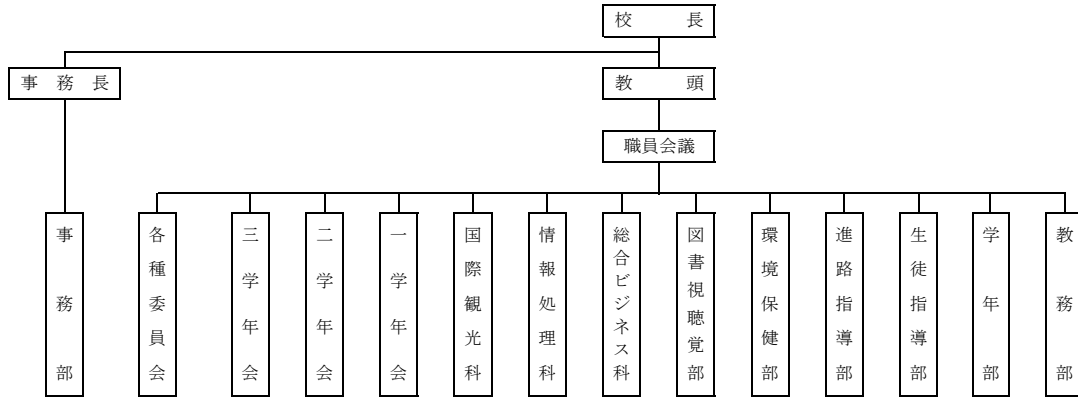 校長
事務長
教頭
職員会議
教務部
学年部
生徒指導部
進路指導部
環境保健部
図書視聴覚部
総合ビジネス科
情報処理科
国際観光科
一学年会
二学年会
三学年会
各種委員会
事務部